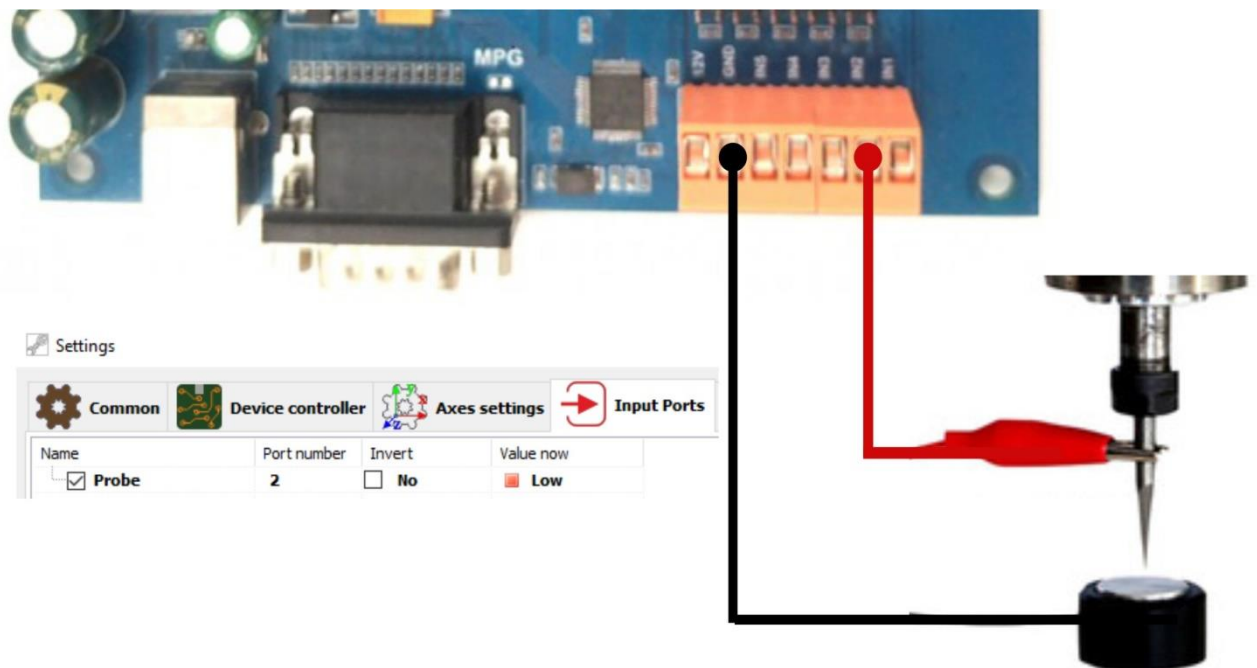 MPG
12V
GND
IN5
IN4
IN3
IN2
IN1
Settings
Common Device controller Axes settings Input Ports
Name Port number Invert Value now
Probe 2 No Low